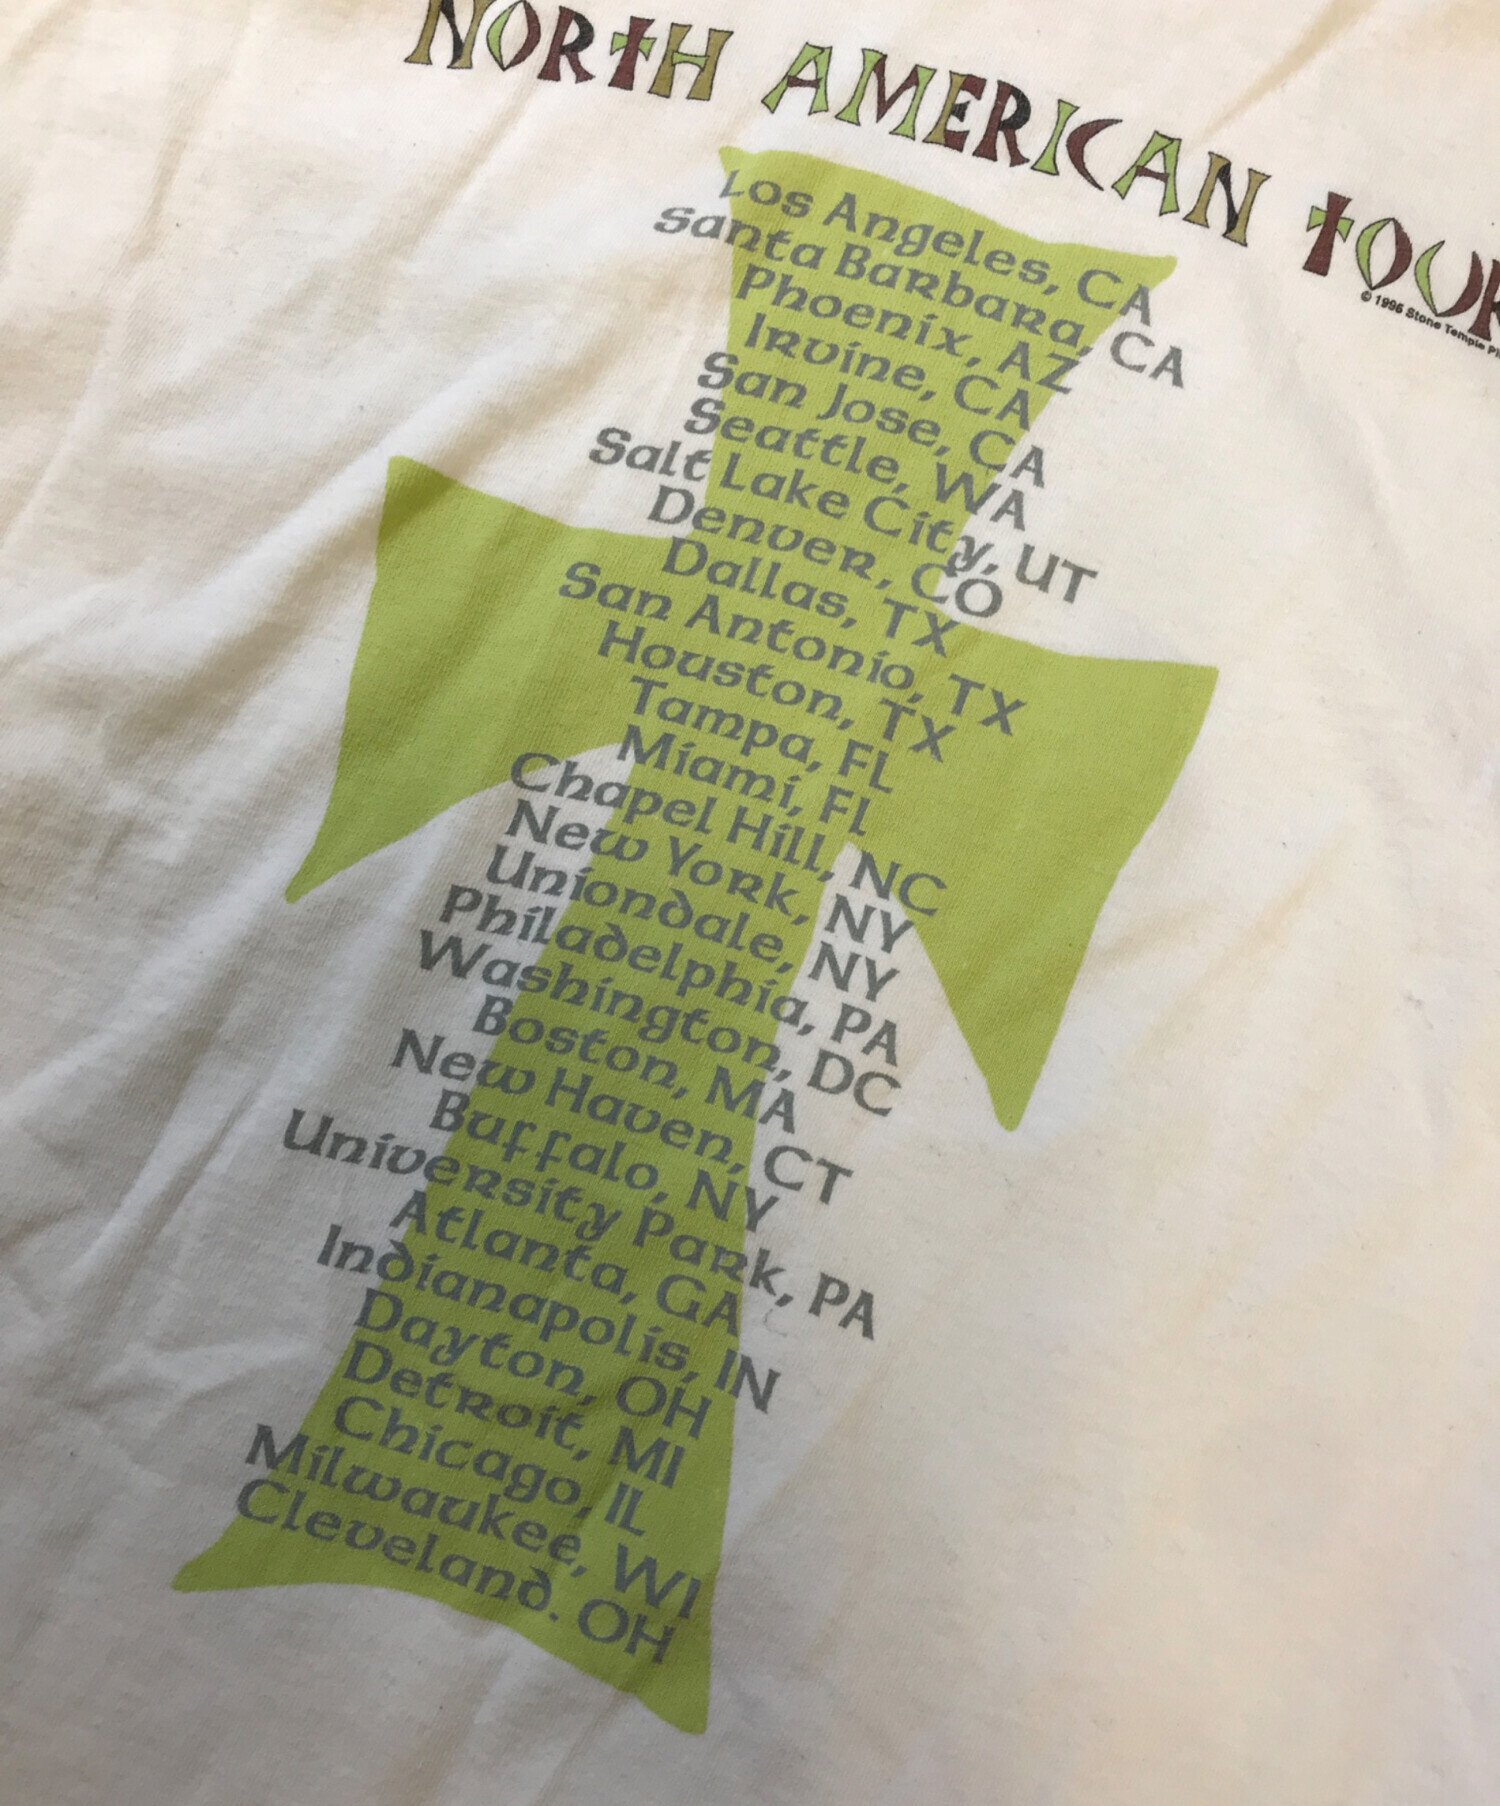 NORTH AMERICAN TOUR
© 1996 Stone Temple
Los Angeles, CA
Santa Barbara, CA
Phoenix, AZ
Irvine, CA
San Jose, CA
Seattle, WA
Salt Lake City, UT
Denver, CO
Dallas, TX
San Antonio, TX
Houston, TX
Tampa, FL
Miami, FL
Chapel Hill, NC
New York, NY
Uniondale, NY
Philadelphia, PA
Washington, DC
Boston, MA
New Haven, CT
Buffalo, NY
University Park, PA
Atlanta, GA
Indianapolis, IN
Dayton, OH
Detroit, MI
Chicago, IL
Milwaukee, WI
Cleveland. OH